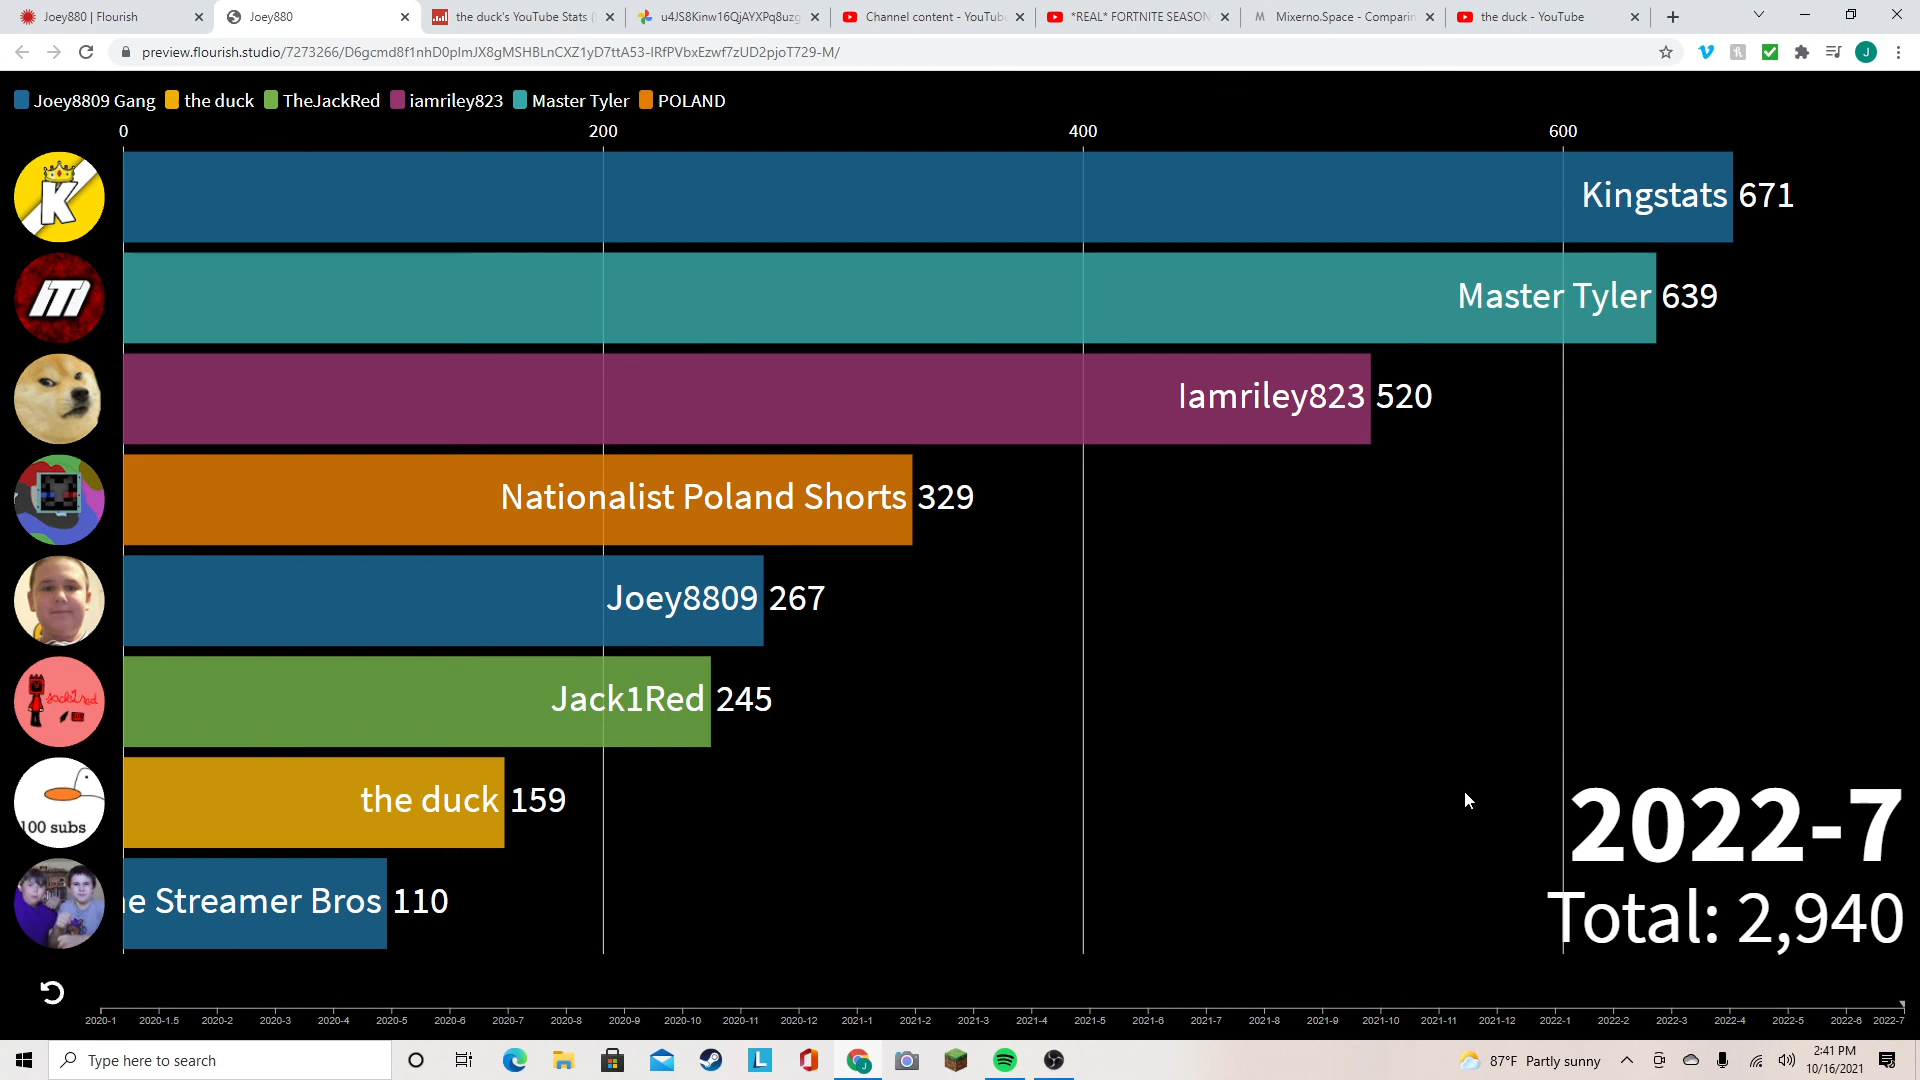 Joey880 | Flourish
Joey880
the duck's YouTube Stats
u4JS8Kinw16QjAYXPq8uzg
Channel content - YouTub
*REAL* FORTNITE SEASON
Mixerno.Space - Comparin
the duck - YouTube
preview.flourish.studio/7273266/D6gcmd8f1nhD0plmJX8gMSHBLnCXZ1yD7ttA53-IRfPVbxEzwf7zUD2pjoT729-M/
J
Joey8809 Gang the duck TheJackRed iamriley823 Master Tyler POLAND
0 200 400 600
K Kingstats 671
Master Tyler 639
Iamriley823 520
Nationalist Poland Shorts 329
Joey8809 267
jack1red Jack1Red 245
100 subs the duck 159
e Streamer Bros 110
2022-7
Total: 2,940
2020-1 2020-1.5 2020-2 2020-3 2020-4 2020-5 2020-6 2020-7 2020-8 2020-9 2020-10 2020-11 2020-12 2021-1 2021-2 2021-3 2021-4 2021-5 2021-6 2021-7 2021-8 2021-9 2021-10 2021-11 2021-12 2022-1 2022-2 2022-3 2022-4 2022-5 2022-6 2022-7
Type here to search
L
87°F Partly sunny
2:41 PM
10/16/2021